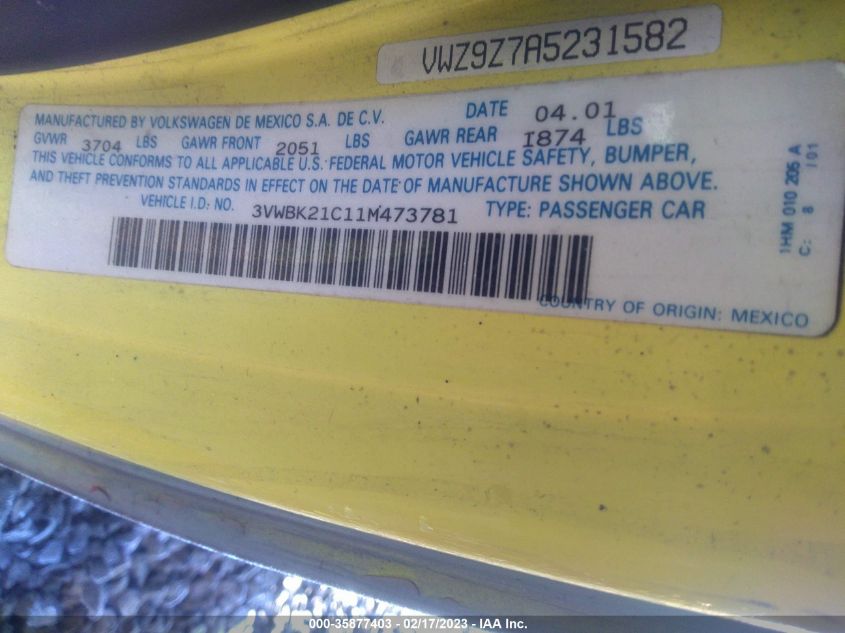 VWZ9Z7A5231582
MANUFACTURED BY VOLKSWAGEN DE MEXICO S.A. DE C.V. DATE 04.01
GVWR 3704 LBS GAWR FRONT 2051 LBS GAWR REAR 1874 LBS
THIS VEHICLE CONFORMS TO ALL APPLICABLE U.S. FEDERAL MOTOR VEHICLE SAFETY, BUMPER,
AND THEFT PREVENTION STANDARDS IN EFFECT ON THE DATE OF MANUFACTURE SHOWN ABOVE.
VEHICLE I.D: NO. 3VWBK21C11M473781 TYPE: PASSENGER CAR
COUNTRY OF ORIGIN: MEXICO
1HM 010 205 A
C: 8 I01
000-35877403 - 02/17/2023 - IAA Inc.